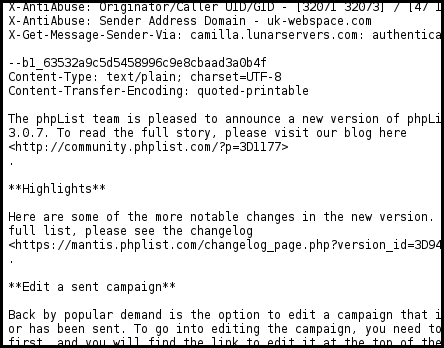 X-AntiAbuse: Originator/Caller UID/GID - [32071 32073] / [47 1
X-AntiAbuse: Sender Address Domain - uk-webspace.com
X-Get-Message-Sender-Via: camilla.lunarservers.com: authentica
--b1_63532a9c5d5458996c9e8cbaad3a0b4f
Content-Type: text/plain; charset=UTF-8
Content-Transfer-Encoding: quoted-printable
The phpList team is pleased to announce a new version of phpLi
3.0.7. To read the full story, please visit our blog here
<http://community.phplist.com/?p=3D1177>
.
**Highlights**
Here are some of the more notable changes in the new version.
full list, please see the changelog
<https://mantis.phplist.com/changelog_page.php?version_id=3D94
.
**Edit a sent campaign**
Back by popular demand is the option to edit a campaign that i
or has been sent. To go into editing the campaign, you need to
first, and you will find the link to edit it at the top of the